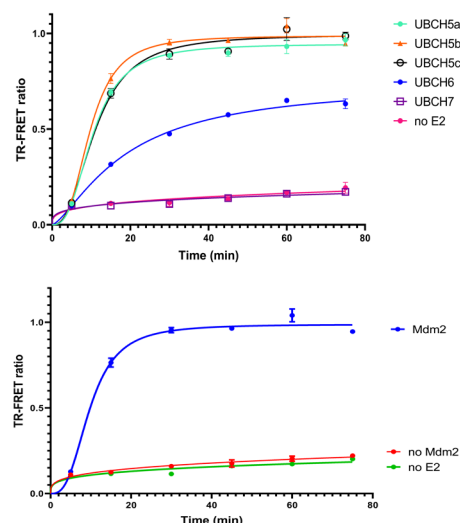 TR-FRET ratio
1.0
0.5
0.0
0
20
40
60
80
Time (min)
UBCH5a
UBCH5b
UBCH5c
UBCH6
UBCH7
no E2
TR-FRET ratio
1.0
0.5
0.0
0
20
40
60
80
Time (min)
Mdm2
no Mdm2
no E2